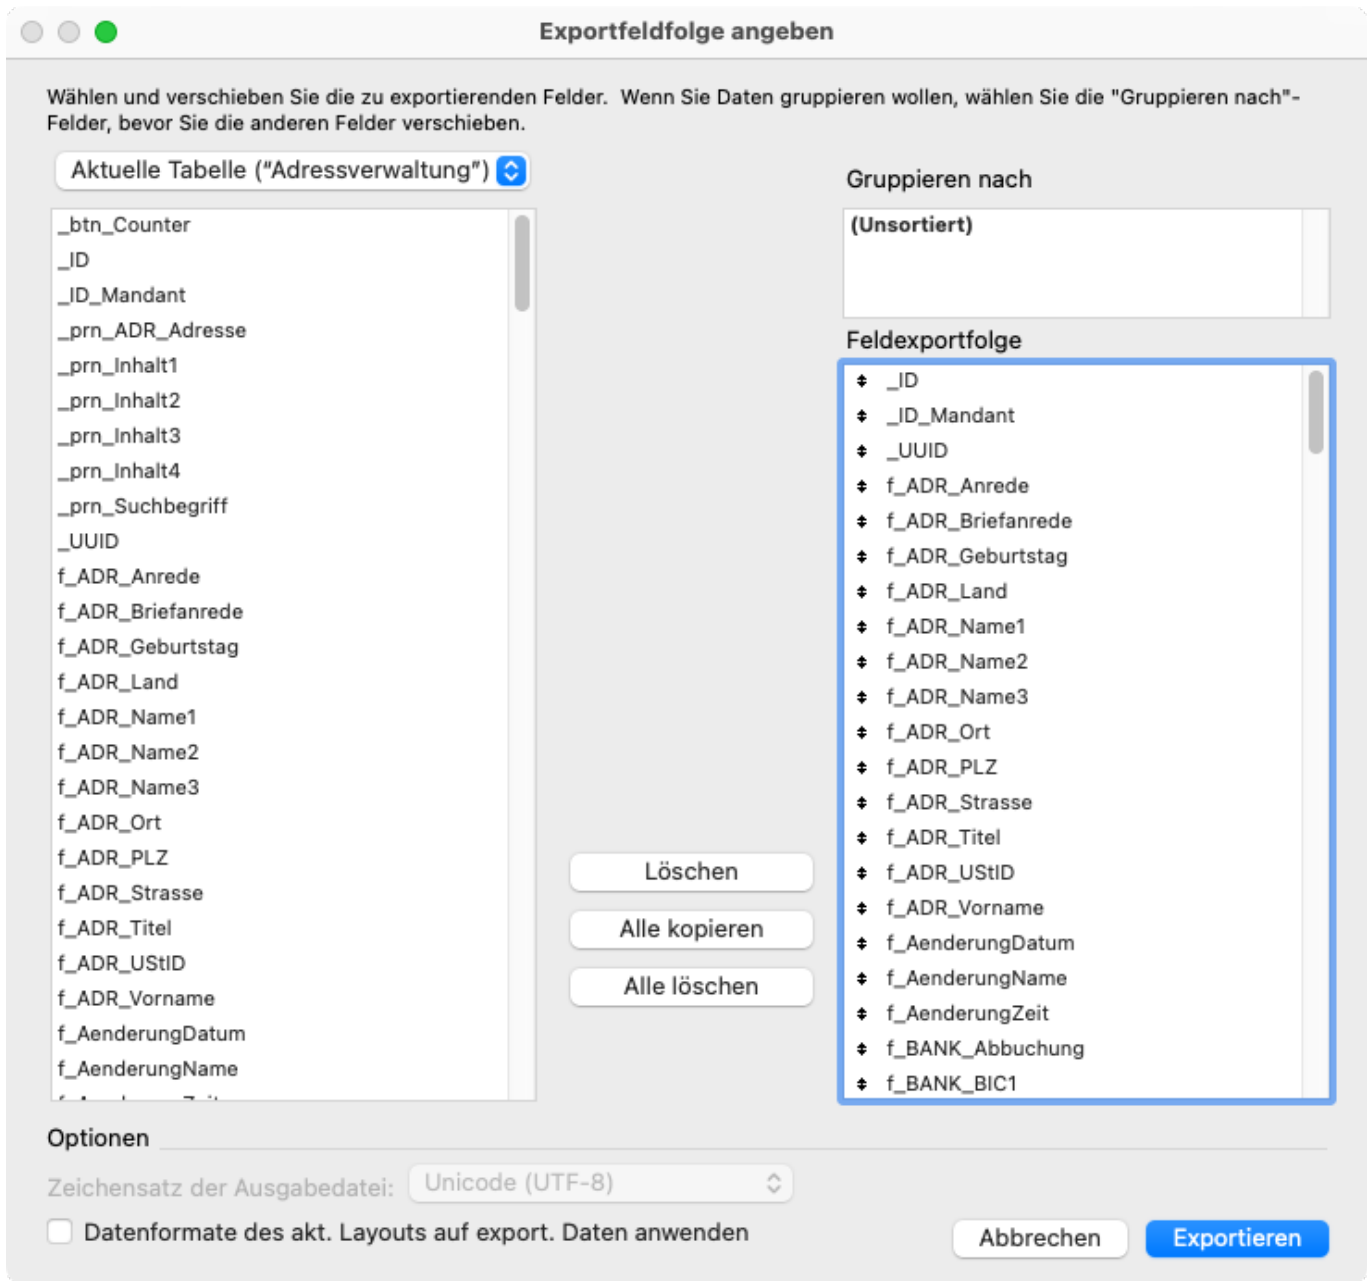 Exportfeldfolge angeben
Wählen und verschieben Sie die zu exportierenden Felder.  Wenn Sie Daten gruppieren wollen, wählen Sie die "Gruppieren nach"-
Felder, bevor Sie die anderen Felder verschieben.
Aktuelle Tabelle (“Adressverwaltung”)
_btn_Counter
_ID
_ID_Mandant
_prn_ADR_Adresse
_prn_Inhalt1
_prn_Inhalt2
_prn_Inhalt3
_prn_Inhalt4
_prn_Suchbegriff
_UUID
f_ADR_Anrede
f_ADR_Briefanrede
f_ADR_Geburtstag
f_ADR_Land
f_ADR_Name1
f_ADR_Name2
f_ADR_Name3
f_ADR_Ort
f_ADR_PLZ
f_ADR_Strasse
f_ADR_Titel
f_ADR_UStID
f_ADR_Vorname
f_AenderungDatum
f_AenderungName
Löschen
Alle kopieren
Alle löschen
Gruppieren nach
(Unsortiert)
Feldexportfolge
_ID
_ID_Mandant
_UUID
f_ADR_Anrede
f_ADR_Briefanrede
f_ADR_Geburtstag
f_ADR_Land
f_ADR_Name1
f_ADR_Name2
f_ADR_Name3
f_ADR_Ort
f_ADR_PLZ
f_ADR_Strasse
f_ADR_Titel
f_ADR_UStID
f_ADR_Vorname
f_AenderungDatum
f_AenderungName
f_AenderungZeit
f_BANK_Abbuchung
f_BANK_BIC1
Optionen
Zeichensatz der Ausgabedatei: Unicode (UTF-8)
Datenformate des akt. Layouts auf export. Daten anwenden
Abbrechen
Exportieren